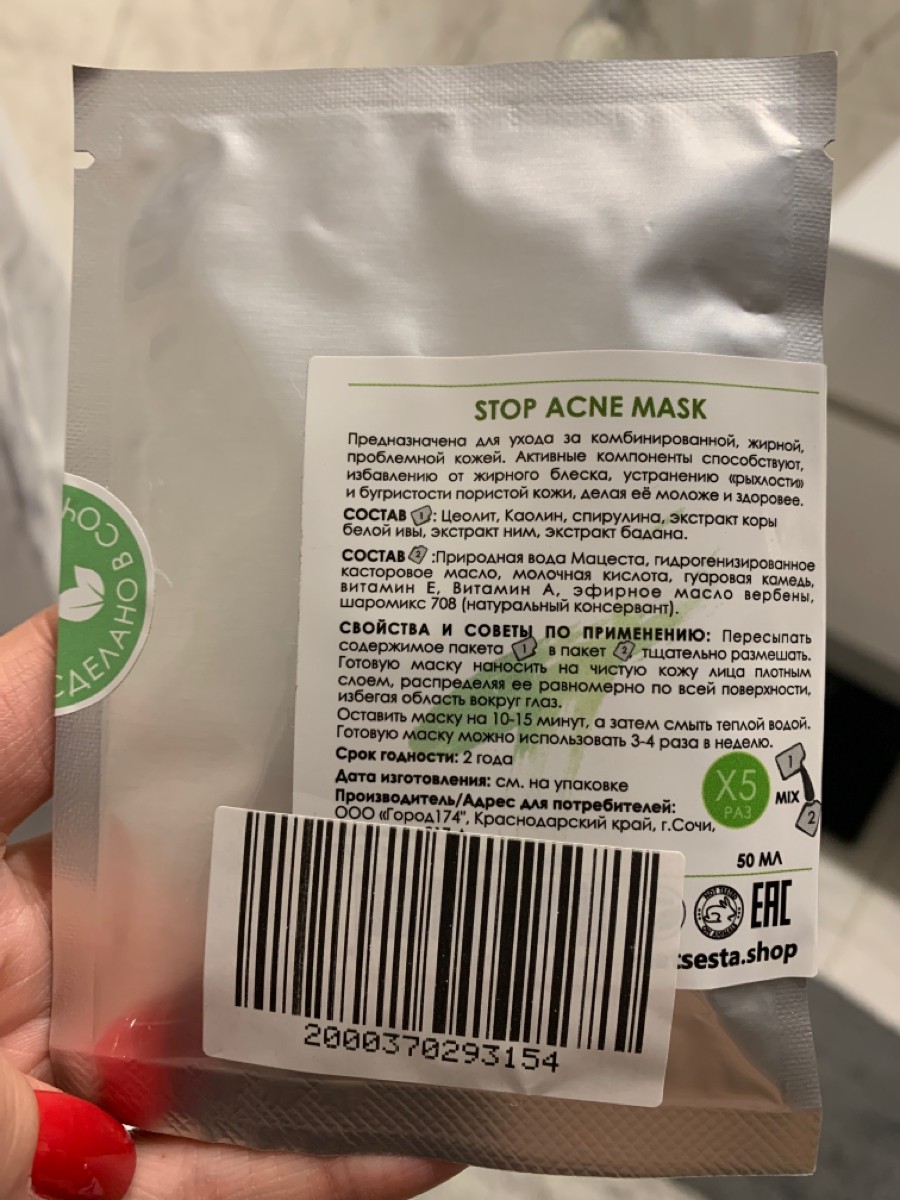 STOP ACNE MASK
Предназначена для ухода за комбинированной, жирной,
проблемной кожей. Активные компоненты способствуют,
избавлению от жирного блеска, устранению «рыхлости»
и бугристости пористой кожи, делая её моложе и здоровее.
СОСТАВ 1: Цеолит, Каолин, спирулина, экстракт коры
белой ивы, экстракт ним, экстракт бадана.
СОСТАВ 2 :Природная вода Мацеста, гидрогенизированное
касторовое масло, молочная кислота, гуаровая камедь,
витамин Е, Витамин А, эфирное масло вербены,
шаромикс 708 (натуральный консервант).
СВОЙСТВА И СОВЕТЫ ПО ПРИМЕНЕНИЮ: Пересыпать
содержимое пакета 1 в пакет 2 тщательно размешать.
Готовую маску наносить на чистую кожу лица плотным
слоем, распределяя ее равномерно по всей поверхности,
избегая область вокруг глаз.
Оставить маску на 10-15 минут, а затем смыть теплой водой.
Готовую маску можно использовать 3-4 раза в неделю.
Срок годности: 2 года
Дата изготовления: см. на упаковке
Производитель/Адрес для потребителей:
ООО «Город174", Краснодарский край, г.Сочи,
X5
РАЗ
1
MIX
2
50 МЛ
NOT TESTED
ON ANIMALS
EAC
tsesta.shop
СДЕЛАНО В СОЧ
2000370293154